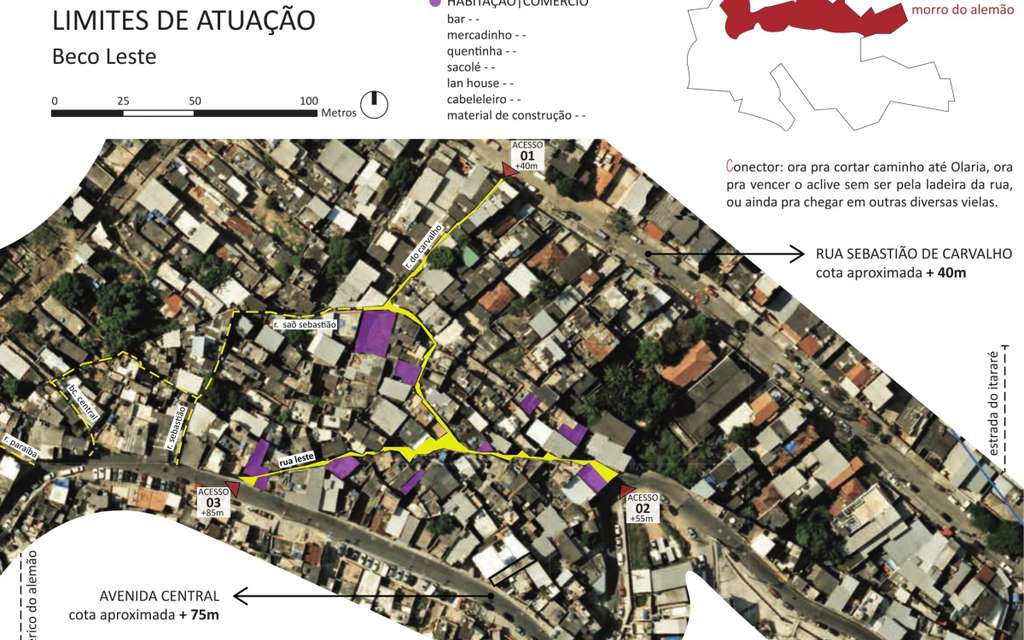 LIMITES DE ATUAÇÃO
Beco Leste
0 25 50 100
Metros
HABITAÇÃO|COMÉRCIO
bar - -
mercadinho - -
quentinha - -
sacolé - -
lan house - -
cabeleleiro - -
material de construção - -
morro do alemão
Conector: ora pra cortar caminho até Olaria, ora
pra vencer o aclive sem ser pela ladeira da rua,
ou ainda pra chegar em outras diversas vielas.
ACESSO
01
+40m
r. do carvalho
RUA SEBASTIÃO DE CARVALHO
cota aproximada + 40m
r. saõ sebastião
bc. central
r. sebastião
r. paraiba
rua leste
estrada do itararé
ACESSO
03
+85m
ACESSO
02
+55m
AVENIDA CENTRAL
cota aproximada + 75m
do alemão